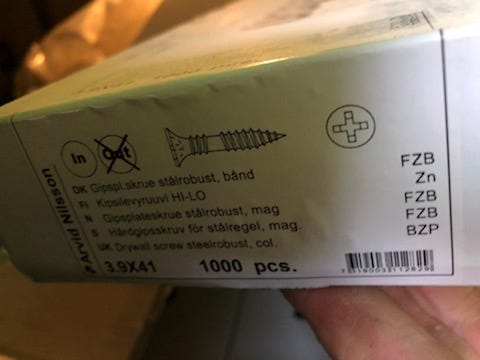 In Out
DK Gipspl.skrue stålrobust, bånd FZB
FI Kipsilevyruuvi HI-LO Zn
N Gipsplateskrue stålrobust, mag FZB
S Hårdgipsskruv för stålregel, mag. FZB
UK Drywall screw steelrobust, col. BZP
3.9X41 1000 pcs.
Arvid Nilsson